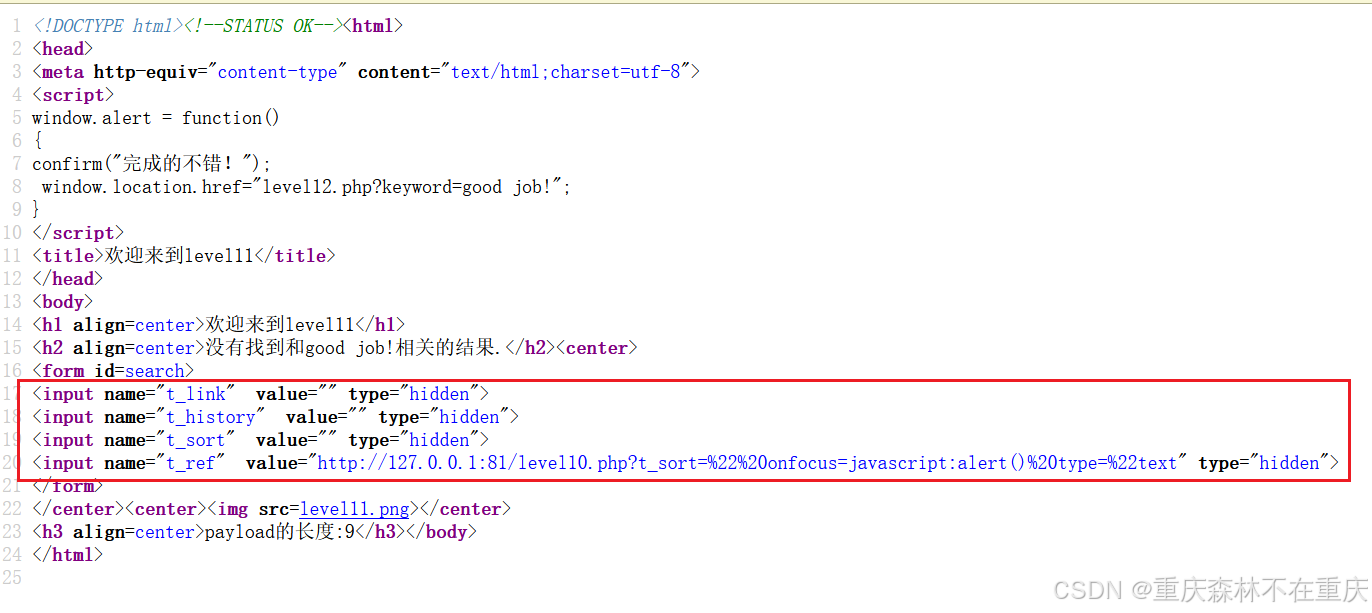 1 <!DOCTYPE html><!--STATUS OK--><html>
2 <head>
3 <meta http-equiv="content-type" content="text/html;charset=utf-8">
4 <script>
5 window.alert = function()
6 {
7 confirm("完成的不错！");
8  window.location.href="level12.php?keyword=good job!";
9 }
10 </script>
11 <title>欢迎来到level11</title>
12 </head>
13 <body>
14 <h1 align=center>欢迎来到level11</h1>
15 <h2 align=center>没有找到和good job!相关的结果.</h2><center>
16 <form id=search>
17 <input name="t_link"  value="" type="hidden">
18 <input name="t_history"  value="" type="hidden">
19 <input name="t_sort"  value="" type="hidden">
20 <input name="t_ref"  value="http://127.0.0.1:81/level10.php?t_sort=%22%20onfocus=javascript:alert()%20type=%22text" type="hidden">
21 </form>
22 </center><center><img src=level11.png></center>
23 <h3 align=center>payload的长度:9</h3></body>
24 </html>
25
CSDN @重庆森林不在重庆